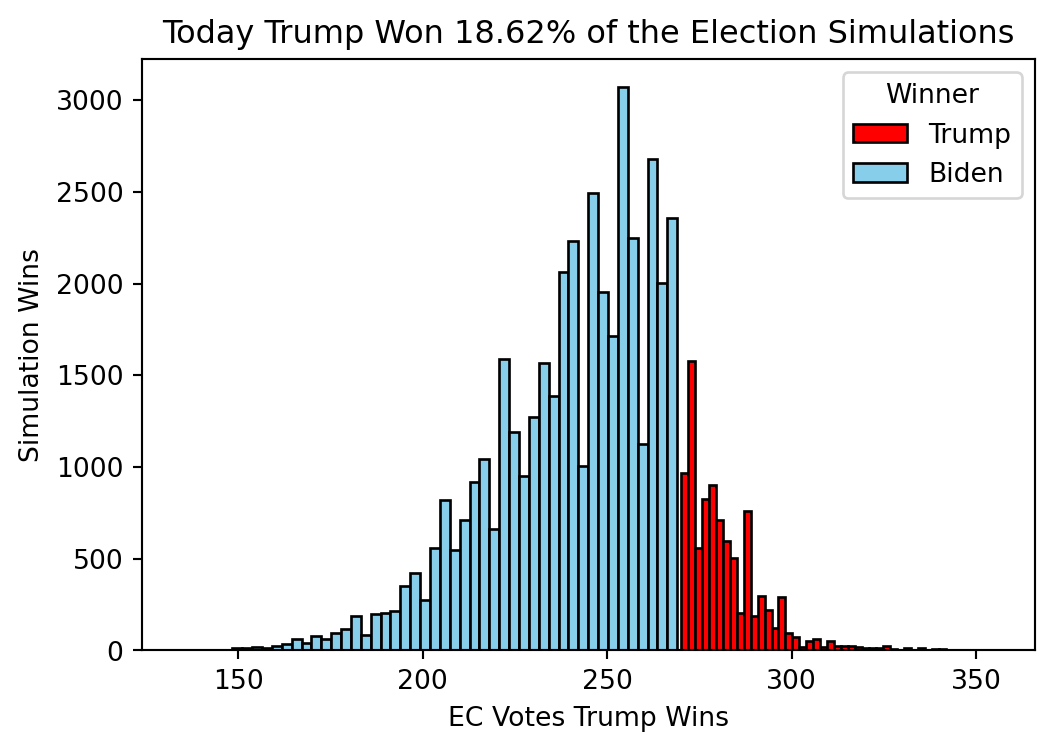 Today Trump Won 18.62% of the Election Simulations
Winner
Trump
Biden
Simulation Wins
3000
2500
2000
1500
1000
500
0
150
200
250
300
350
EC Votes Trump Wins